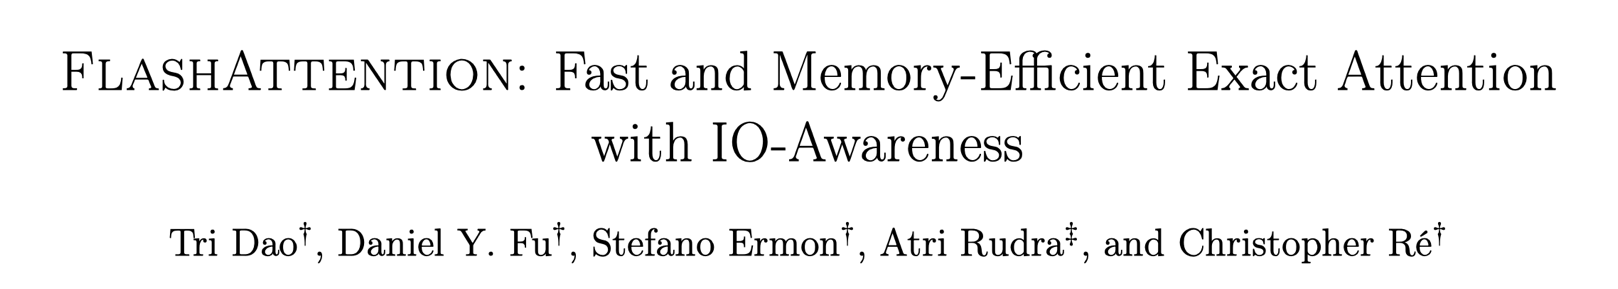 FLASHATTENTION: Fast and Memory-Efficient Exact Attention
with IO-Awareness
Tri Dao†, Daniel Y. Fu†, Stefano Ermon†, Atri Rudra‡, and Christopher Ré†